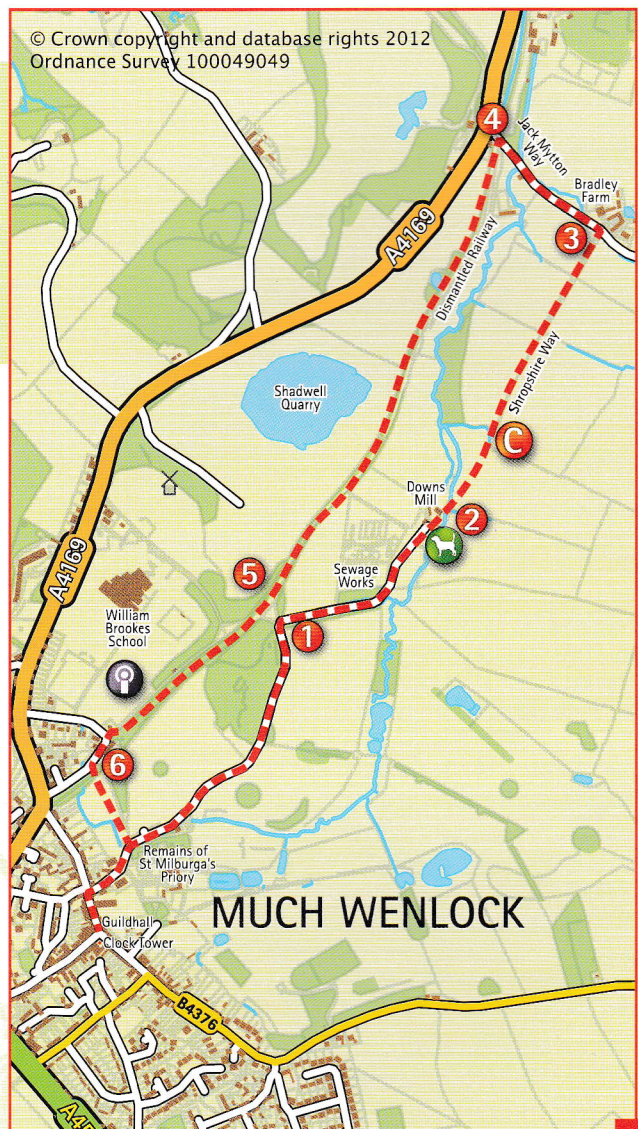 © Crown copyright and database rights 2012
Ordnance Survey 100049049
4
Jack Mytton
Way
Bradley
Farm
3
A4169
Dismantled Railway
Shropshire Way
Shadwell
Quarry
C
Downs
Mill
2
5
Sewage
Works
A4169
William
Brookes
School
1
6
Remains of
St Milburga's
Priory
MUCH WENLOCK
Guildhall
Clock Tower
B4376